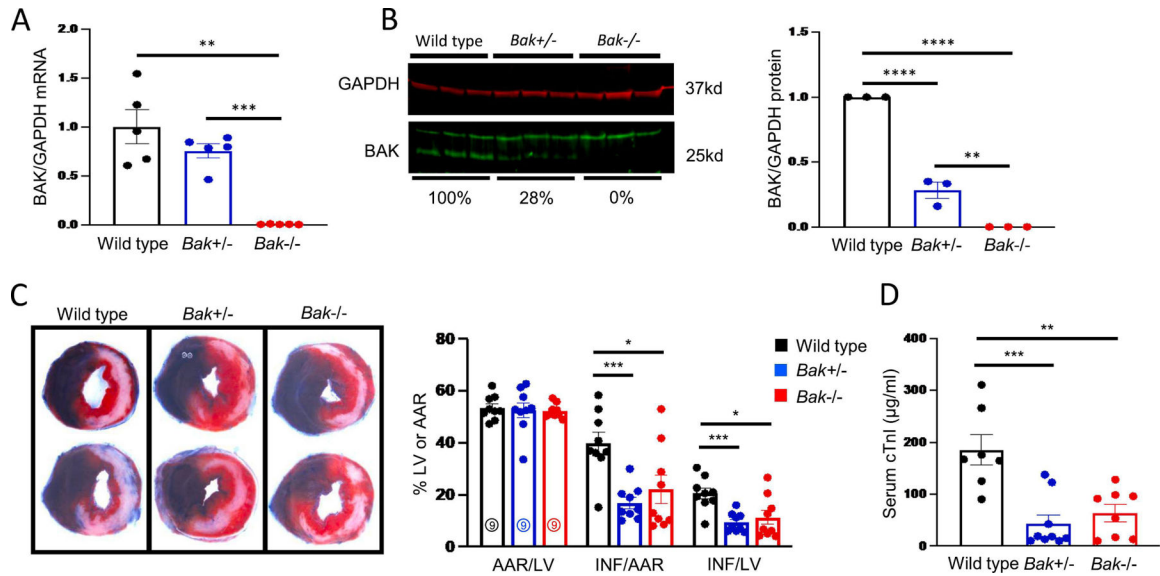 A
BAK/GAPDH mRNA
2.0
1.5
1.0
0.5
0.0
**
***
Wild type Bak+/- Bak-/-
B
Wild type Bak+/- Bak-/-
GAPDH 37kd
BAK 25kd
100% 28% 0%
BAK/GAPDH protein
1.5
1.0
0.5
0.0
****
****
**
Wild type Bak+/- Bak-/-
C
Wild type Bak+/- Bak-/-
% LV or AAR
80
60
40
20
0
*
***
*
***
9 9 9
AAR/LV INF/AAR INF/LV
Wild type
Bak+/-
Bak-/-
D
Serum cTnI (µg/ml)
400
300
200
100
0
**
***
Wild type Bak+/- Bak-/-